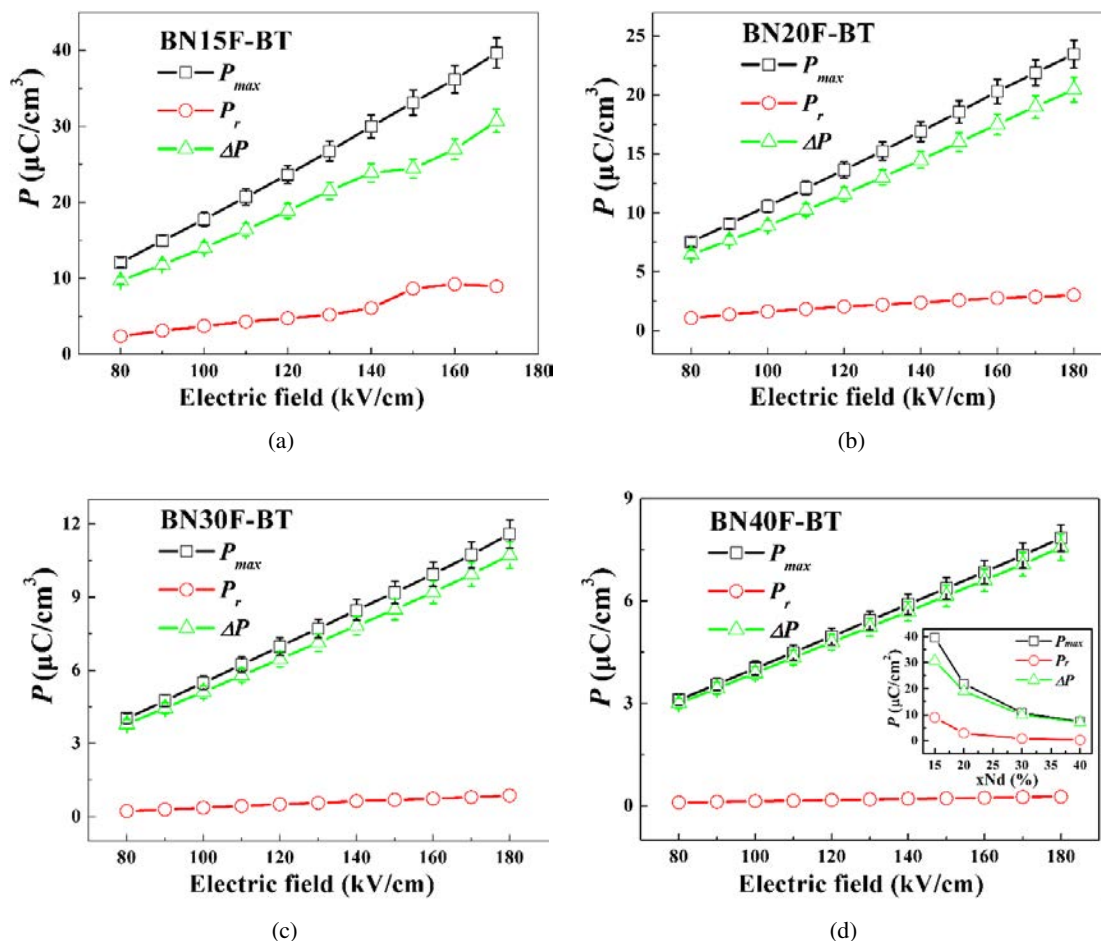 BN15F-BT
P_max
P_r
ΔP
40
30
20
10
0
P (μC/cm³)
80 100 120 140 160 180
Electric field (kV/cm)
(a)
BN20F-BT
P_max
P_r
ΔP
25
20
15
10
5
0
P (μC/cm³)
80 100 120 140 160 180
Electric field (kV/cm)
(b)
BN30F-BT
P_max
P_r
ΔP
12
9
6
3
0
P (μC/cm³)
80 100 120 140 160 180
Electric field (kV/cm)
(c)
BN40F-BT
P_max
P_r
ΔP
9
6
3
0
P (μC/cm³)
80 100 120 140 160 180
Electric field (kV/cm)
P_max
P_r
ΔP
40
30
20
10
0
P (μC/cm²)
15 20 25 30 35 40
xNd (%)
(d)